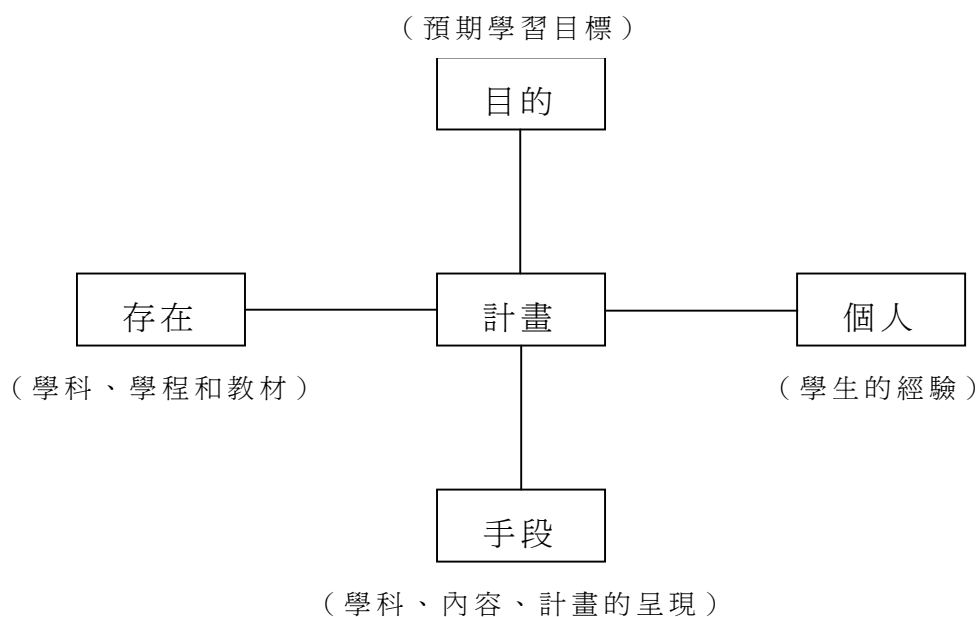 （預期學習目標）
目的
存在
計畫
個人
（學科、學程和教材）
（學生的經驗）
手段
（學科、內容、計畫的呈現）